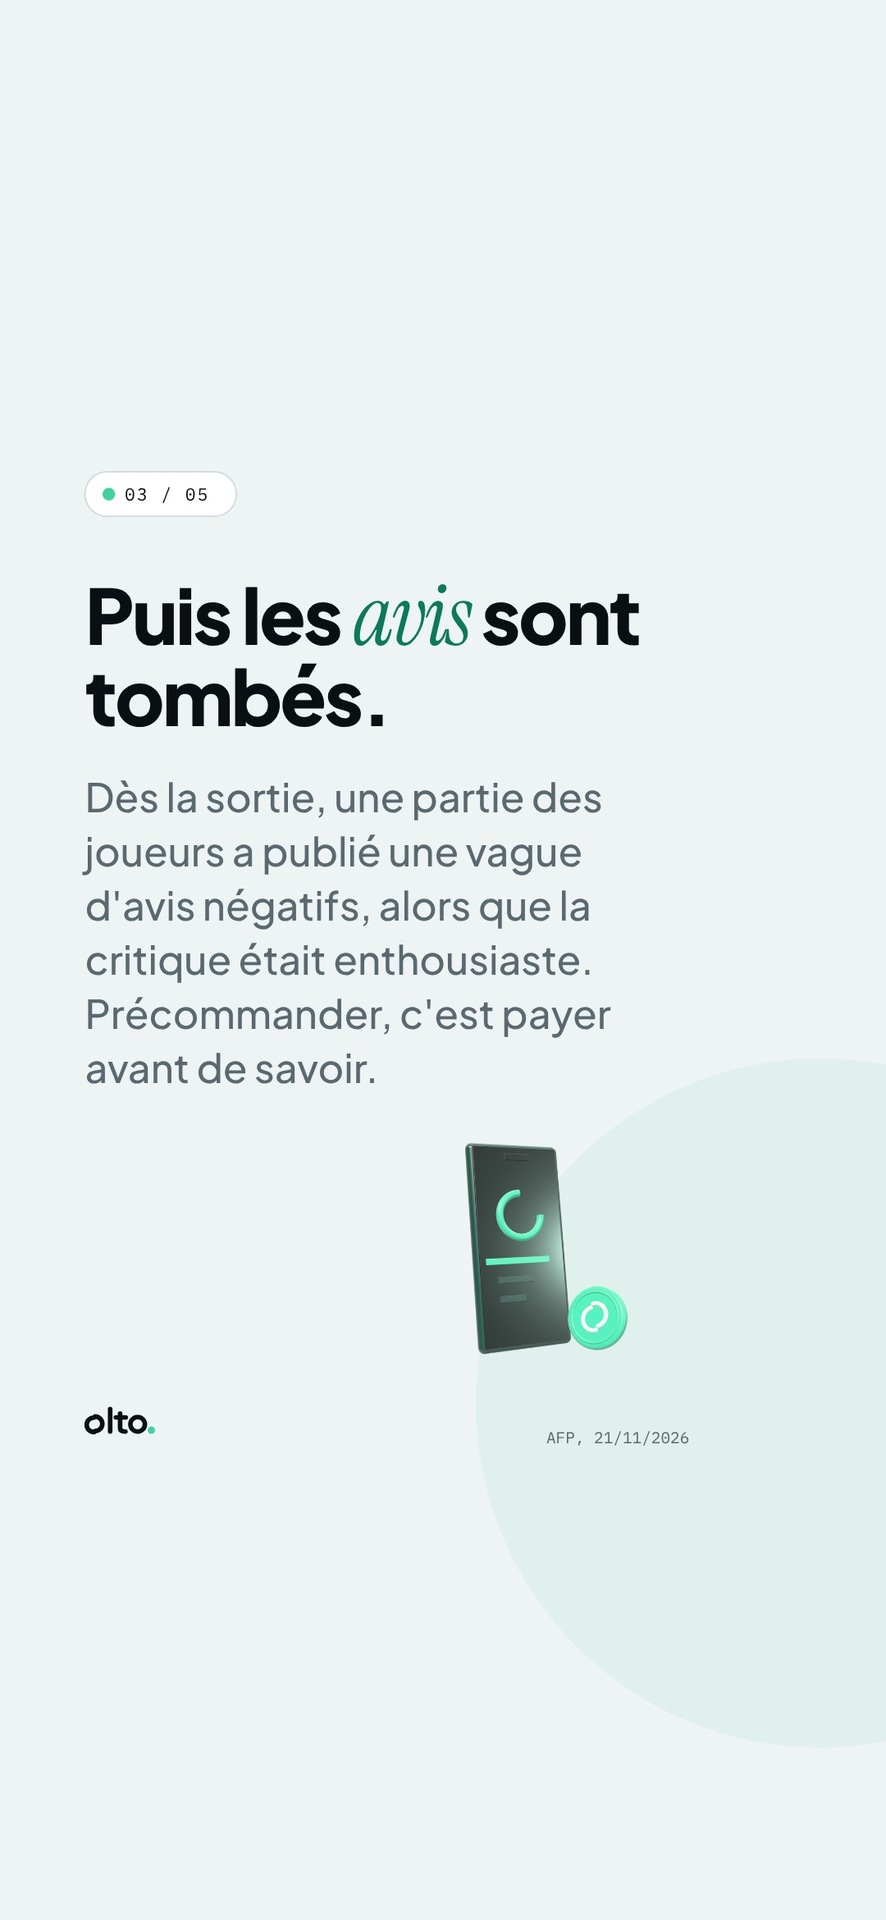 03 / 05
Puis les avis sont
tombés.
Dès la sortie, une partie des
joueurs a publié une vague
d'avis négatifs, alors que la
critique était enthousiaste.
Précommander, c'est payer
avant de savoir.
olto.
AFP, 21/11/2026